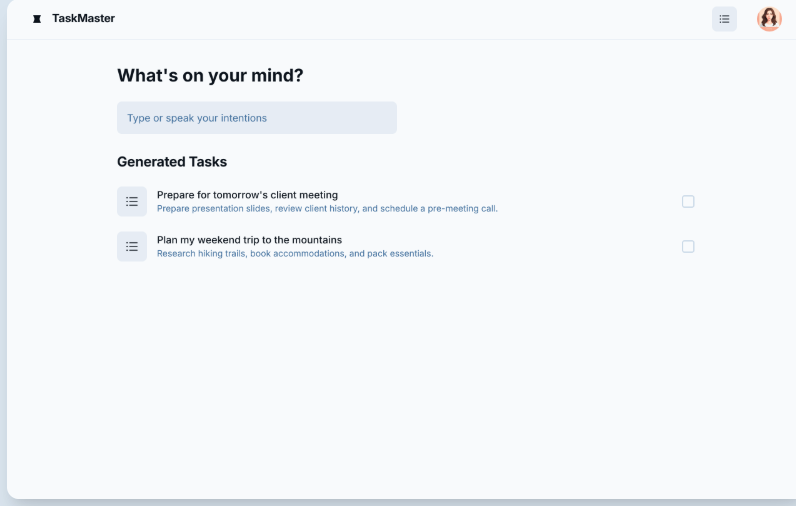 TaskMaster
What's on your mind?
Type or speak your intentions
Generated Tasks
Prepare for tomorrow's client meeting
Prepare presentation slides, review client history, and schedule a pre-meeting call.
Plan my weekend trip to the mountains
Research hiking trails, book accommodations, and pack essentials.